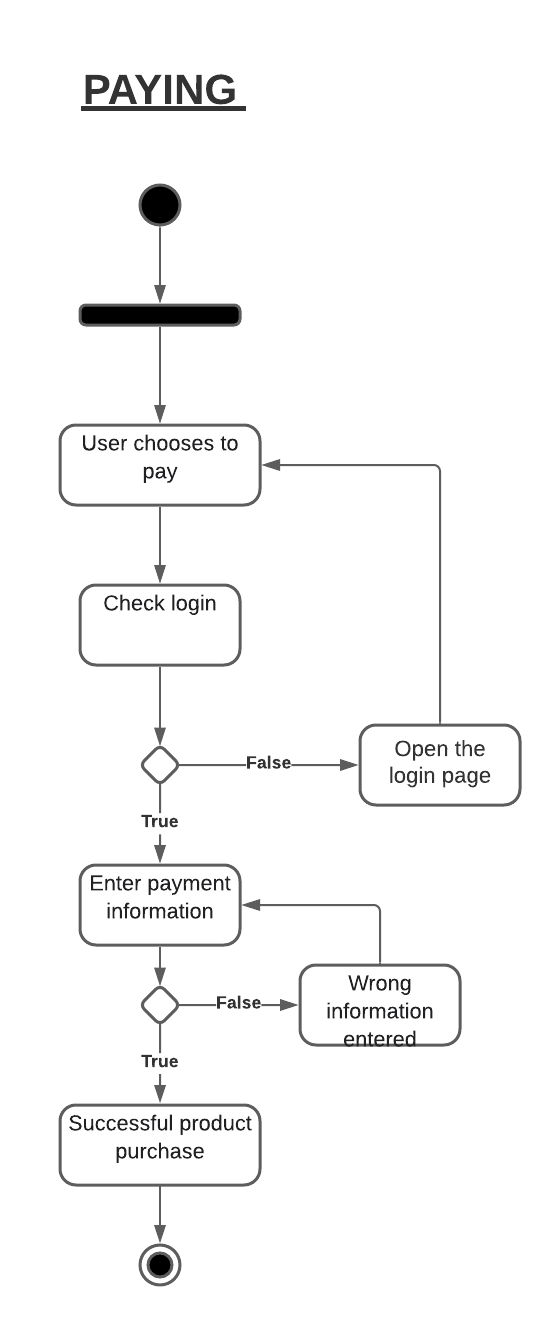 PAYING
User chooses to
pay
Check login
False
Open the
login page
True
Enter payment
information
False
Wrong
information
entered
True
Successful product
purchase